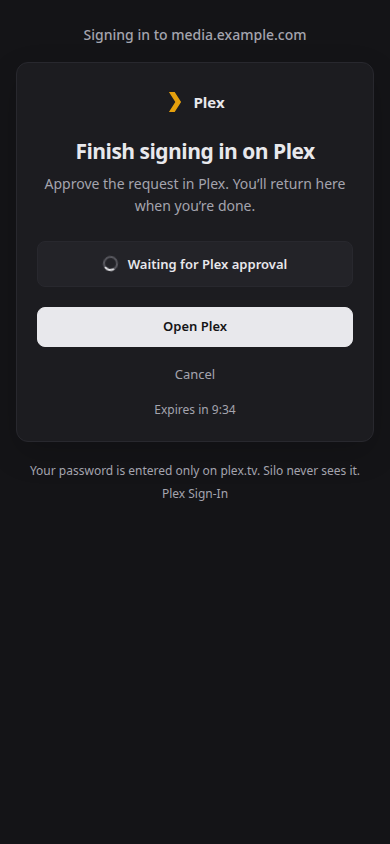 Signing in to media.example.com
Plex
Finish signing in on Plex
Approve the request in Plex. You’ll return here
when you’re done.
Waiting for Plex approval
Open Plex
Cancel
Expires in 9:34
Your password is entered only on plex.tv. Silo never sees it.
Plex Sign-In